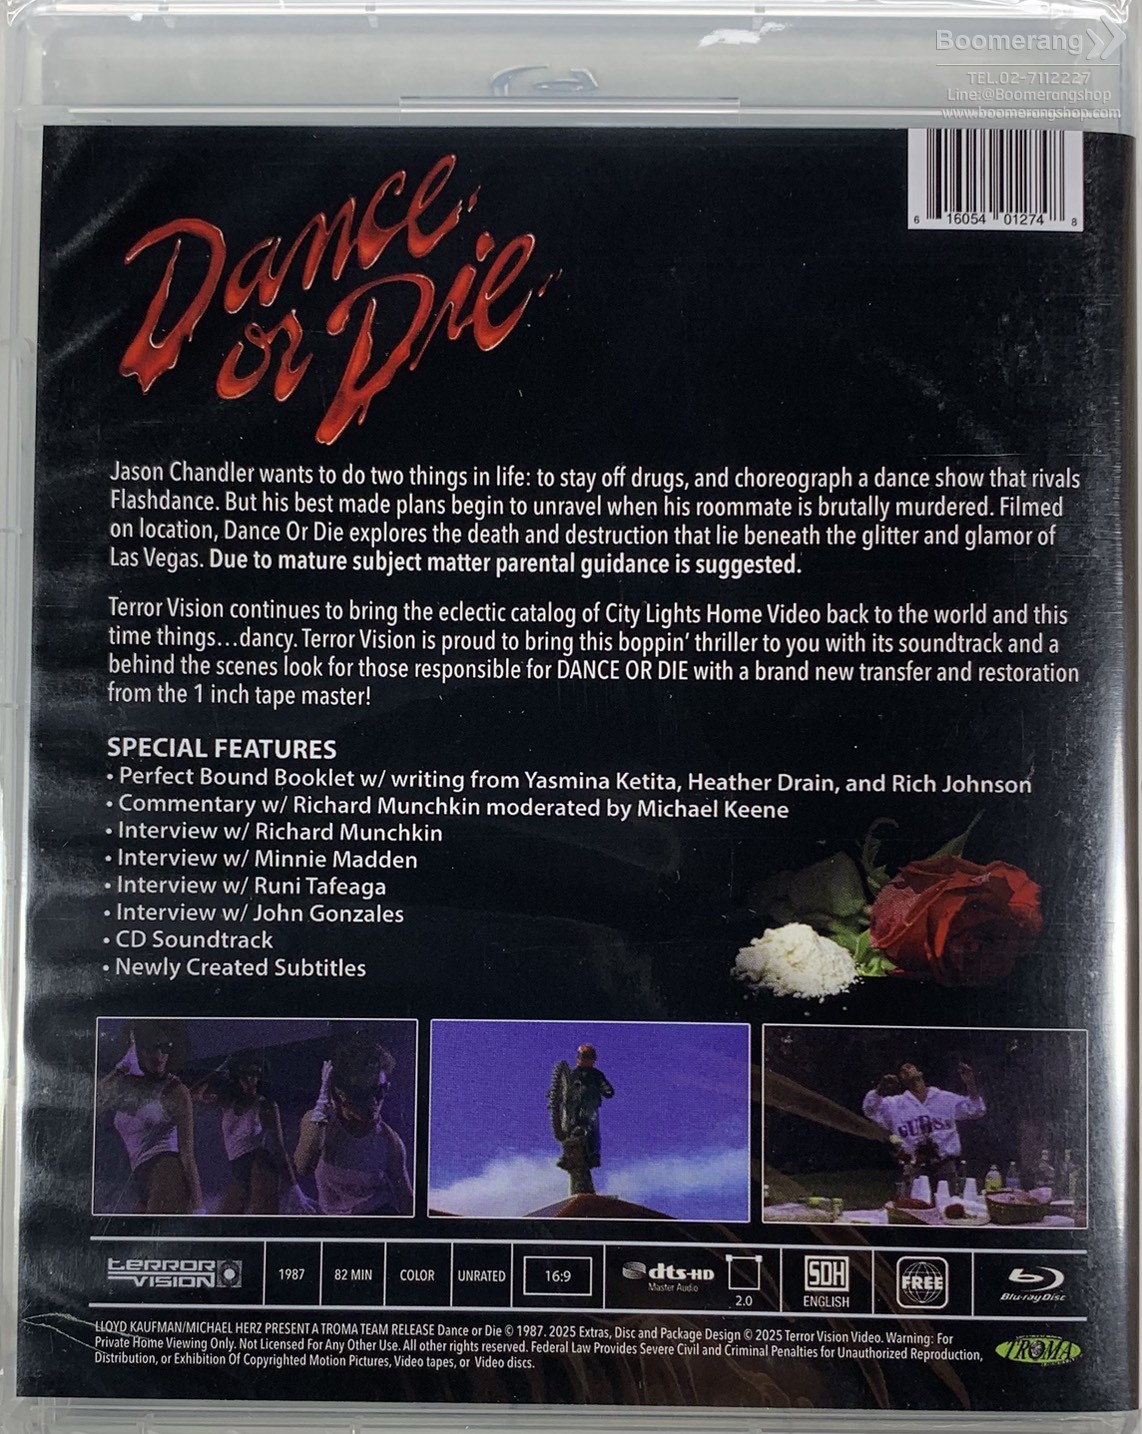 Boomerang
TEL.02-7112227
Line:@Boomerangshop
www.boomerangshop.com
6 16054 01274 8
Dance
or Die
Jason Chandler wants to do two things in life: to stay off drugs, and choreograph a dance show that rivals
Flashdance. But his best made plans begin to unravel when his roommate is brutally murdered. Filmed
on location, Dance Or Die explores the death and destruction that lie beneath the glitter and glamor of
Las Vegas. Due to mature subject matter parental guidance is suggested.
Terror Vision continues to bring the eclectic catalog of City Lights Home Video back to the world and this
time things...dancy. Terror Vision is proud to bring this boppin' thriller to you with its soundtrack and a
behind the scenes look for those responsible for DANCE OR DIE with a brand new transfer and restoration
from the 1 inch tape master!
SPECIAL FEATURES
• Perfect Bound Booklet w/ writing from Yasmina Ketita, Heather Drain, and Rich Johnson
• Commentary w/ Richard Munchkin moderated by Michael Keene
• Interview w/ Richard Munchkin
• Interview w/ Minnie Madden
• Interview w/ Runi Tafeaga
• Interview w/ John Gonzales
• CD Soundtrack
• Newly Created Subtitles
TERROR VISION 1987 82 MIN COLOR UNRATED 16:9 dts-HD Master Audio 2.0 SDH ENGLISH FREE Blu-ray Disc
LLOYD KAUFMAN/MICHAEL HERZ PRESENT A TROMA TEAM RELEASE Dance or Die © 1987. 2025 Extras, Disc and Package Design © 2025 Terror Vision Video. Warning: For
Private Home Viewing Only. Not Licensed For Any Other Use. All other rights reserved. Federal Law Provides Severe Civil and Criminal Penalties for Unauthorized Reproduction,
Distribution, or Exhibition Of Copyrighted Motion Pictures, Video tapes, or Video discs.
TROMA